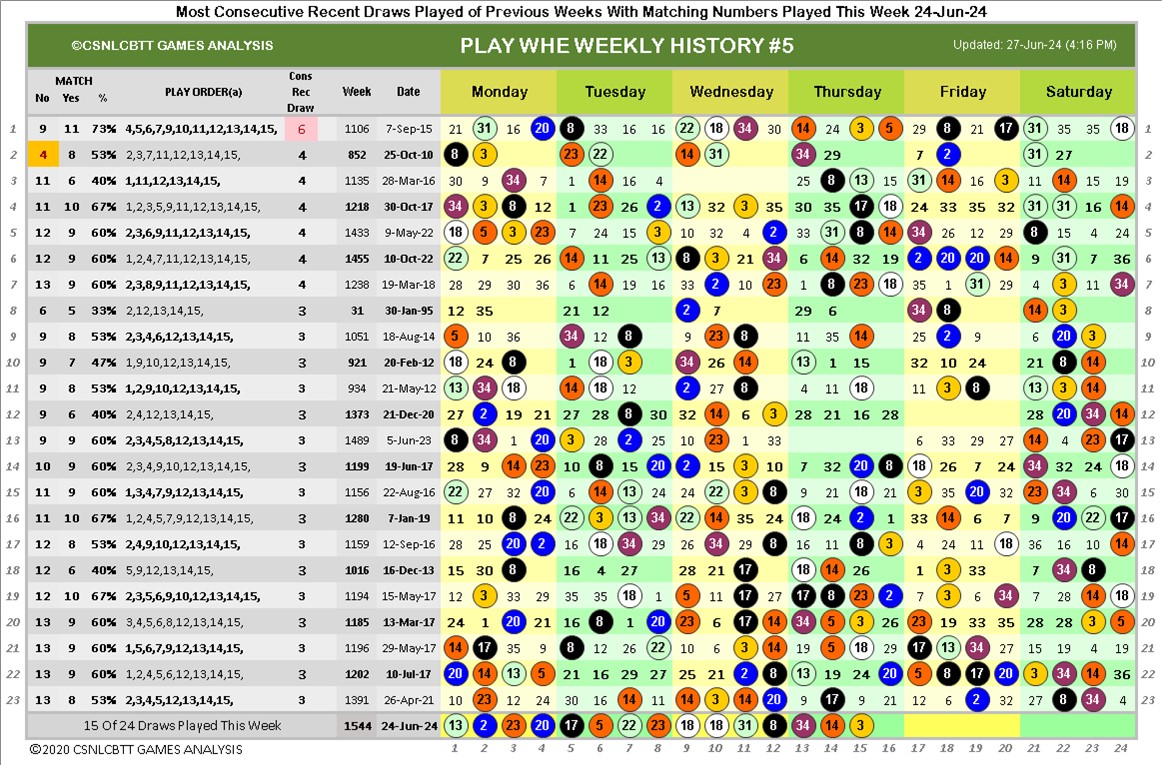 Most Consecutive Recent Draws Played of Previous Weeks With Matching Numbers Played This Week 24-Jun-24
©CSNLCBTT GAMES ANALYSIS PLAY WHE WEEKLY HISTORY #5 Updated: 27-Jun-24 (4:16 PM)
No MATCH Yes % PLAY ORDER(a) Cons Rec Draw Week Date Monday Tuesday Wednesday Thursday Friday Saturday
1 9 11 73% 4,5,6,7,9,10,11,12,13,14,15, 6 1106 7-Sep-15 21 31 16 20 8 33 16 16 22 18 34 30 14 24 3 5 29 8 21 17 31 35 35 18 1
2 4 8 53% 2,3,7,11,12,13,14,15, 4 852 25-Oct-10 8 3 23 22 14 31 34 29 7 2 31 27 2
3 11 6 40% 1,11,12,13,14,15, 4 1135 28-Mar-16 30 9 34 7 1 14 16 4 25 8 13 15 31 14 16 3 11 14 15 19 3
4 11 10 67% 1,2,3,5,9,11,12,13,14,15, 4 1218 30-Oct-17 34 3 8 12 1 23 26 2 13 32 3 35 30 35 17 18 24 33 35 32 31 31 16 14 4
5 12 9 60% 2,3,6,9,11,12,13,14,15, 4 1433 9-May-22 18 5 3 23 7 24 15 3 10 32 4 2 33 31 8 14 34 26 12 29 8 15 4 24 5
6 12 9 60% 1,2,4,7,11,12,13,14,15, 4 1455 10-Oct-22 22 7 25 26 14 11 25 13 8 3 21 34 6 14 32 19 2 20 20 14 9 31 7 36 6
7 13 9 60% 2,3,8,9,11,12,13,14,15, 4 1238 19-Mar-18 28 29 30 36 6 14 19 16 33 2 10 23 1 8 23 18 35 1 31 29 4 3 11 34 7
8 6 5 33% 2,12,13,14,15, 3 31 30-Jan-95 12 35 21 12 2 7 29 6 34 8 14 3 8
9 7 8 53% 2,3,4,6,12,13,14,15, 3 1051 18-Aug-14 5 10 36 34 12 8 9 23 8 11 35 14 25 2 9 6 20 3 9
10 9 7 47% 1,9,10,12,13,14,15, 3 921 20-Feb-12 18 24 8 1 18 3 34 26 14 13 1 15 32 10 24 21 8 14 10
11 9 8 53% 1,2,9,10,12,13,14,15, 3 934 21-May-12 13 34 18 14 18 12 2 27 8 4 11 18 11 3 8 13 3 14 11
12 9 6 40% 2,4,12,13,14,15, 3 1373 21-Dec-20 27 2 19 21 27 28 8 30 32 14 6 3 28 21 16 28 28 20 34 14 12
13 9 9 60% 2,3,4,5,8,12,13,14,15, 3 1489 5-Jun-23 8 34 1 20 3 28 2 25 10 23 1 33 6 33 29 27 14 4 23 17 13
14 10 9 60% 2,3,4,9,10,12,13,14,15, 3 1199 19-Jun-17 28 9 14 23 10 8 15 20 2 15 3 10 7 32 20 8 18 26 7 24 34 32 24 18 14
15 11 9 60% 1,3,4,7,9,12,13,14,15, 3 1156 22-Aug-16 22 27 32 20 6 14 13 24 24 22 3 8 9 21 18 21 3 35 20 32 23 34 6 30 15
16 11 10 67% 1,2,4,5,7,9,12,13,14,15, 3 1280 7-Jan-19 11 10 8 24 22 3 13 34 22 14 35 24 18 24 2 1 33 14 16 7 9 20 22 17 16
17 12 8 53% 2,4,9,10,12,13,14,15, 3 1159 12-Sep-16 28 25 20 2 16 18 34 29 26 34 29 8 16 11 8 3 4 24 11 18 36 16 10 14 17
18 12 6 40% 5,9,12,13,14,15, 3 1016 16-Dec-13 15 30 8 16 4 27 28 21 17 18 14 26 1 3 33 7 34 8 18
19 12 10 67% 2,3,5,6,9,10,12,13,14,15, 3 1194 15-May-17 12 3 33 29 35 35 18 1 5 11 17 27 17 8 23 2 7 3 6 34 7 28 14 18 19
20 13 9 60% 3,4,5,6,8,12,13,14,15, 3 1185 13-Mar-17 24 1 20 21 16 8 1 20 23 6 17 14 34 5 3 26 23 19 33 35 28 28 3 5 20
21 13 9 60% 1,5,6,7,9,12,13,14,15, 3 1196 29-May-17 14 17 35 9 8 12 26 22 10 6 3 14 19 5 18 29 17 13 34 27 15 19 4 19 21
22 13 9 60% 1,2,4,5,6,12,13,14,15, 3 1202 10-Jul-17 20 14 13 5 21 16 29 27 25 21 2 8 13 19 24 20 5 8 17 20 3 34 14 36 22
23 13 8 53% 2,3,4,5,12,13,14,15, 3 1391 26-Apr-21 10 23 10 12 30 16 14 11 14 3 14 20 9 17 9 21 12 6 2 32 27 8 34 4 23
15 Of 24 Draws Played This Week 1544 24-Jun-24 13 2 23 20 17 5 22 23 18 18 31 8 34 14 3
©2020 CSNLCBTT GAMES ANALYSIS 1 2 3 4 5 6 7 8 9 10 11 12 13 14 15 16 17 18 19 20 21 22 23 24